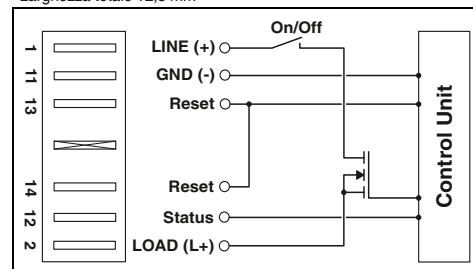 Larghezza totale 12,5 mm
On/Off
1 LINE (+)
11 GND (-)
13 Reset
14 Reset
12 Status
2 LOAD (L+)
Control Unit